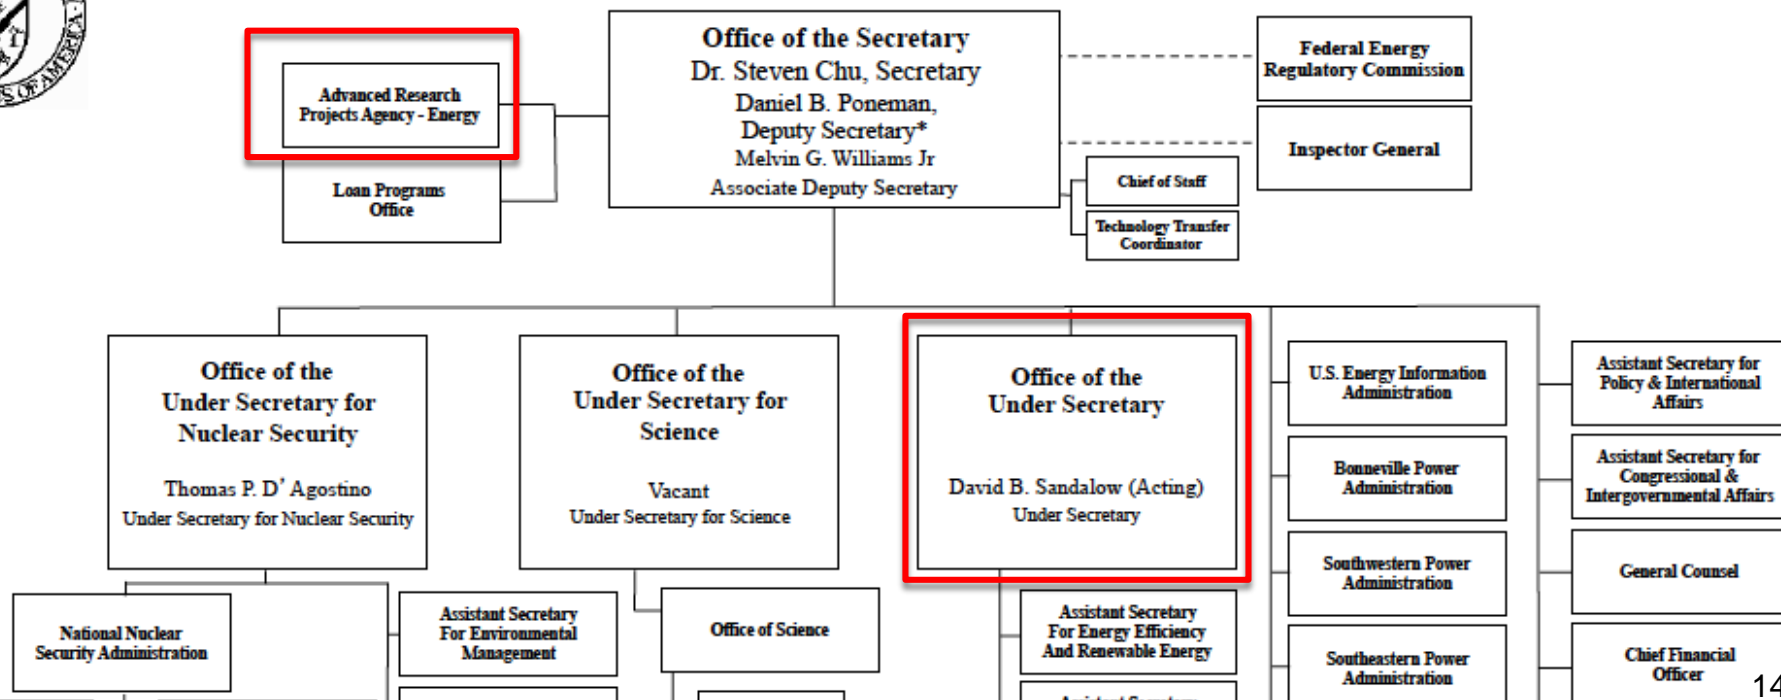 S OF AMERICA
Office of the Secretary
Dr. Steven Chu, Secretary
Daniel B. Poneman,
Deputy Secretary*
Melvin G. Williams Jr
Associate Deputy Secretary
Advanced Research
Projects Agency - Energy
Loan Programs
Office
Federal Energy
Regulatory Commission
Inspector General
Chief of Staff
Technology Transfer
Coordinator
Office of the
Under Secretary for
Nuclear Security
Thomas P. D’ Agostino
Under Secretary for Nuclear Security
Office of the
Under Secretary for
Science
Vacant
Under Secretary for Science
Office of the
Under Secretary
David B. Sandalow (Acting)
Under Secretary
U.S. Energy Information
Administration
Bonneville Power
Administration
Southwestern Power
Administration
Southeastern Power
Administration
Assistant Secretary for
Policy & International
Affairs
Assistant Secretary for
Congressional &
Intergovernmental Affairs
General Counsel
Chief Financial
Officer
National Nuclear
Security Administration
Assistant Secretary
For Environmental
Management
Office of Science
Assistant Secretary
For Energy Efficiency
And Renewable Energy
Assistant Secretary
14